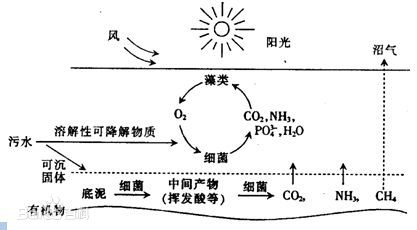 风
阳光
沼气
藻类
O₂
CO₂,NH₃,
PO₄³⁻,H₂O
溶解性可降解物质
污水
细菌
可沉
固体
底泥
细菌
中间产物
(挥发酸等)
细菌
CO₂,
NH₃,
CH₄
有机物